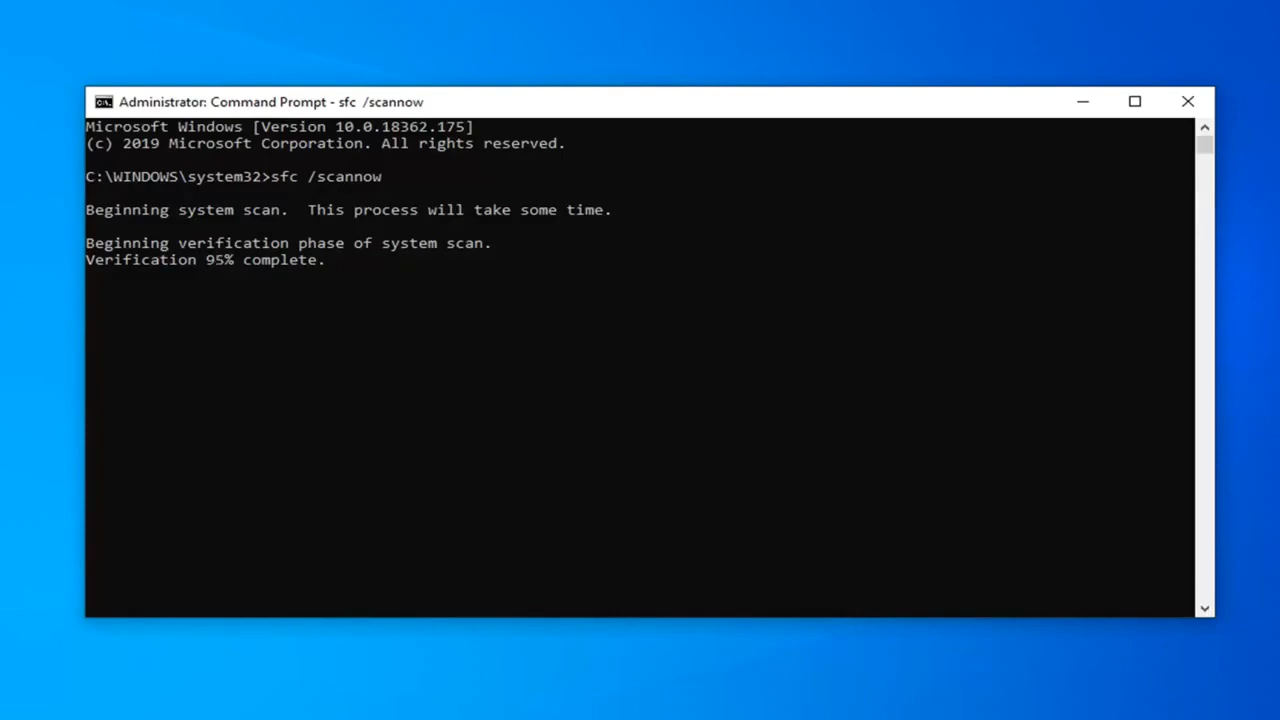 Administrator: Command Prompt - sfc  /scannow
Microsoft Windows [Version 10.0.18362.175]
(c) 2019 Microsoft Corporation. All rights reserved.
C:\WINDOWS\system32>sfc /scannow
Beginning system scan.  This process will take some time.
Beginning verification phase of system scan.
Verification 95% complete.